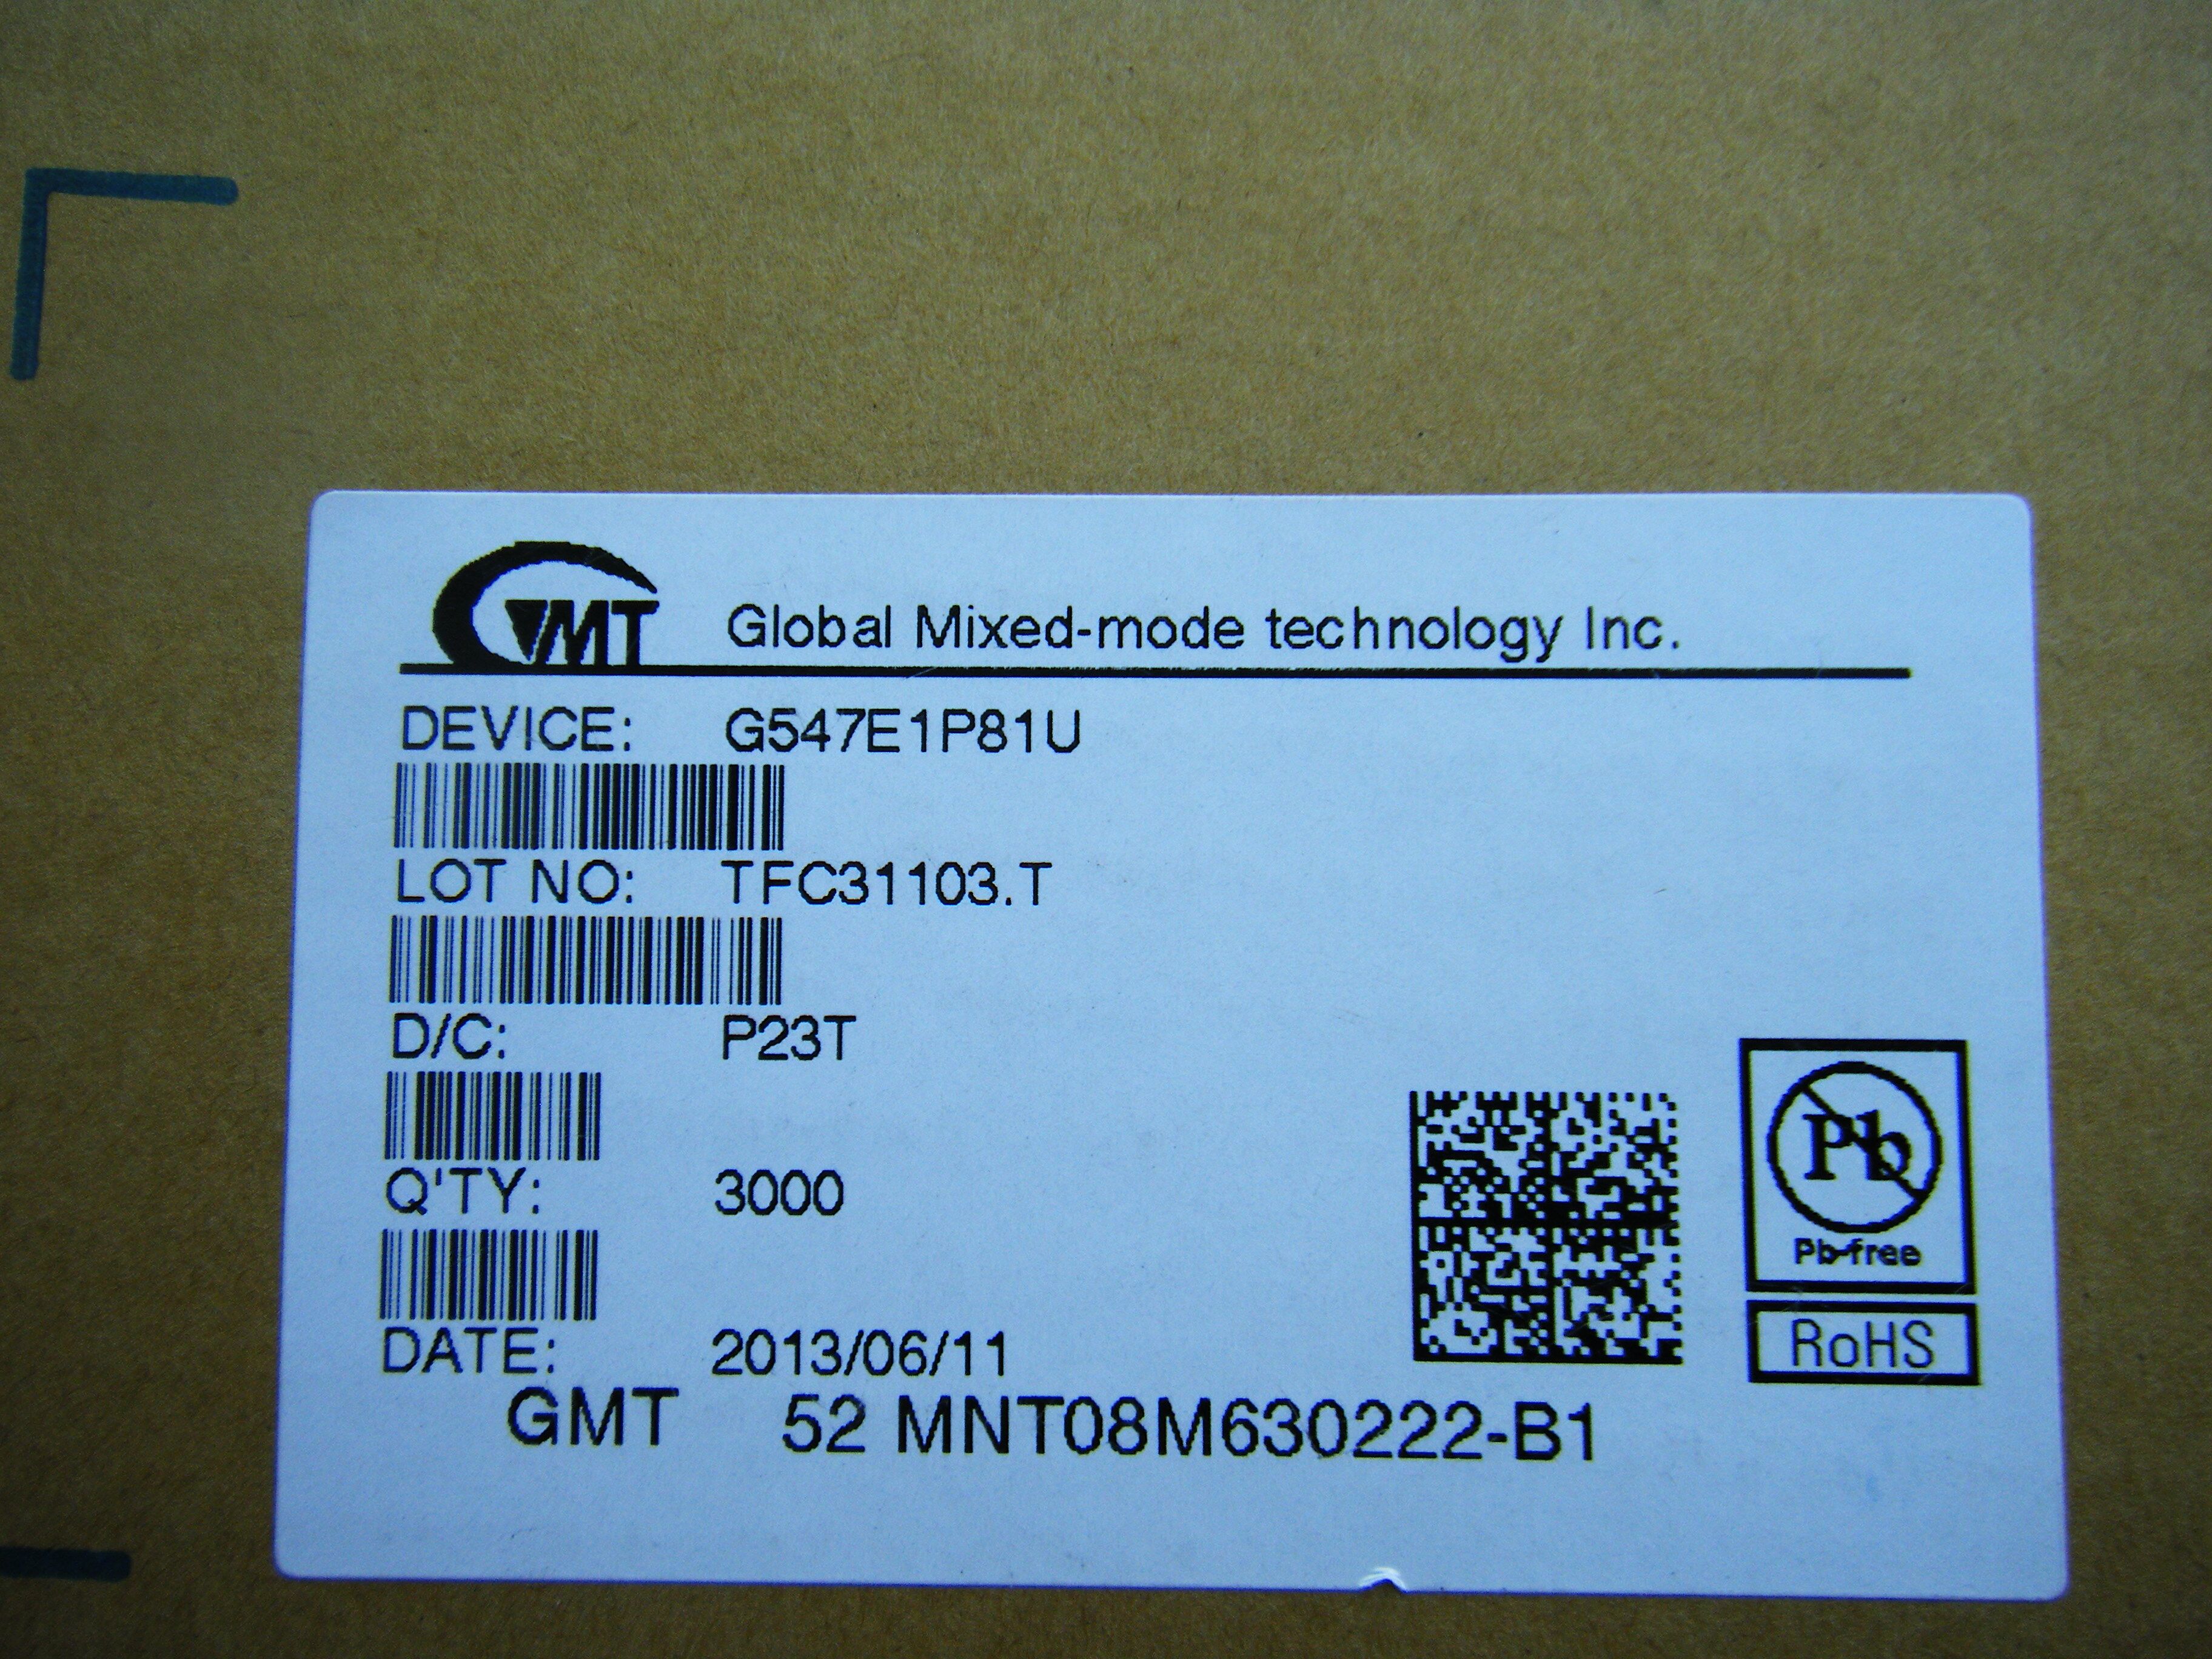 GMT Global Mixed-mode technology Inc.
DEVICE: G547E1P81U
LOT NO: TFC31103.T
D/C: P23T
Q'TY: 3000
DATE: 2013/06/11
GMT 52 MNT08M630222-B1
Pb
Pb-free
RoHS